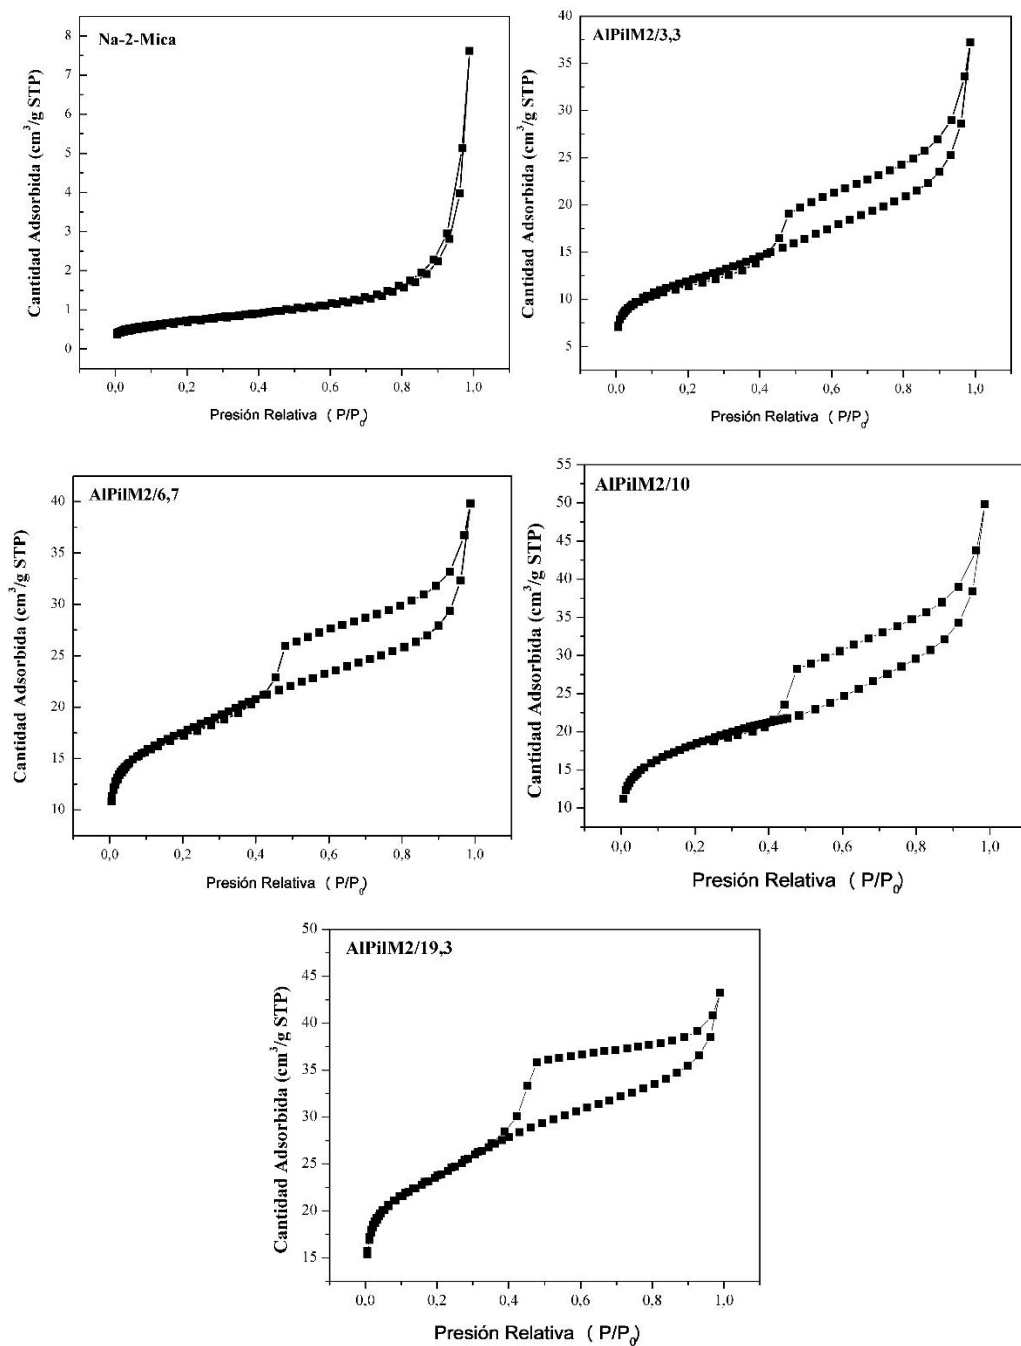 Na-2-Mica
Cantidad Adsorbida (cm³/g STP)
8
7
6
5
4
3
2
1
0
0,0 0,2 0,4 0,6 0,8 1,0
Presión Relativa ( P/P₀)
AlPilM2/3,3
Cantidad Adsorbida (cm³/g STP)
40
35
30
25
20
15
10
5
0,0 0,2 0,4 0,6 0,8 1,0
Presión Relativa ( P/P₀)
AlPilM2/6,7
Cantidad Adsorbida (cm³/g STP)
40
35
30
25
20
15
10
0,0 0,2 0,4 0,6 0,8 1,0
Presión Relativa ( P/P₀)
AlPilM2/10
Cantidad Adsorbida (cm³/g STP)
55
50
45
40
35
30
25
20
15
10
0,0 0,2 0,4 0,6 0,8 1,0
Presión Relativa ( P/P₀)
AlPilM2/19,3
Cantidad Adsorbida (cm³/g STP)
50
45
40
35
30
25
20
15
0,0 0,2 0,4 0,6 0,8 1,0
Presión Relativa ( P/P₀)